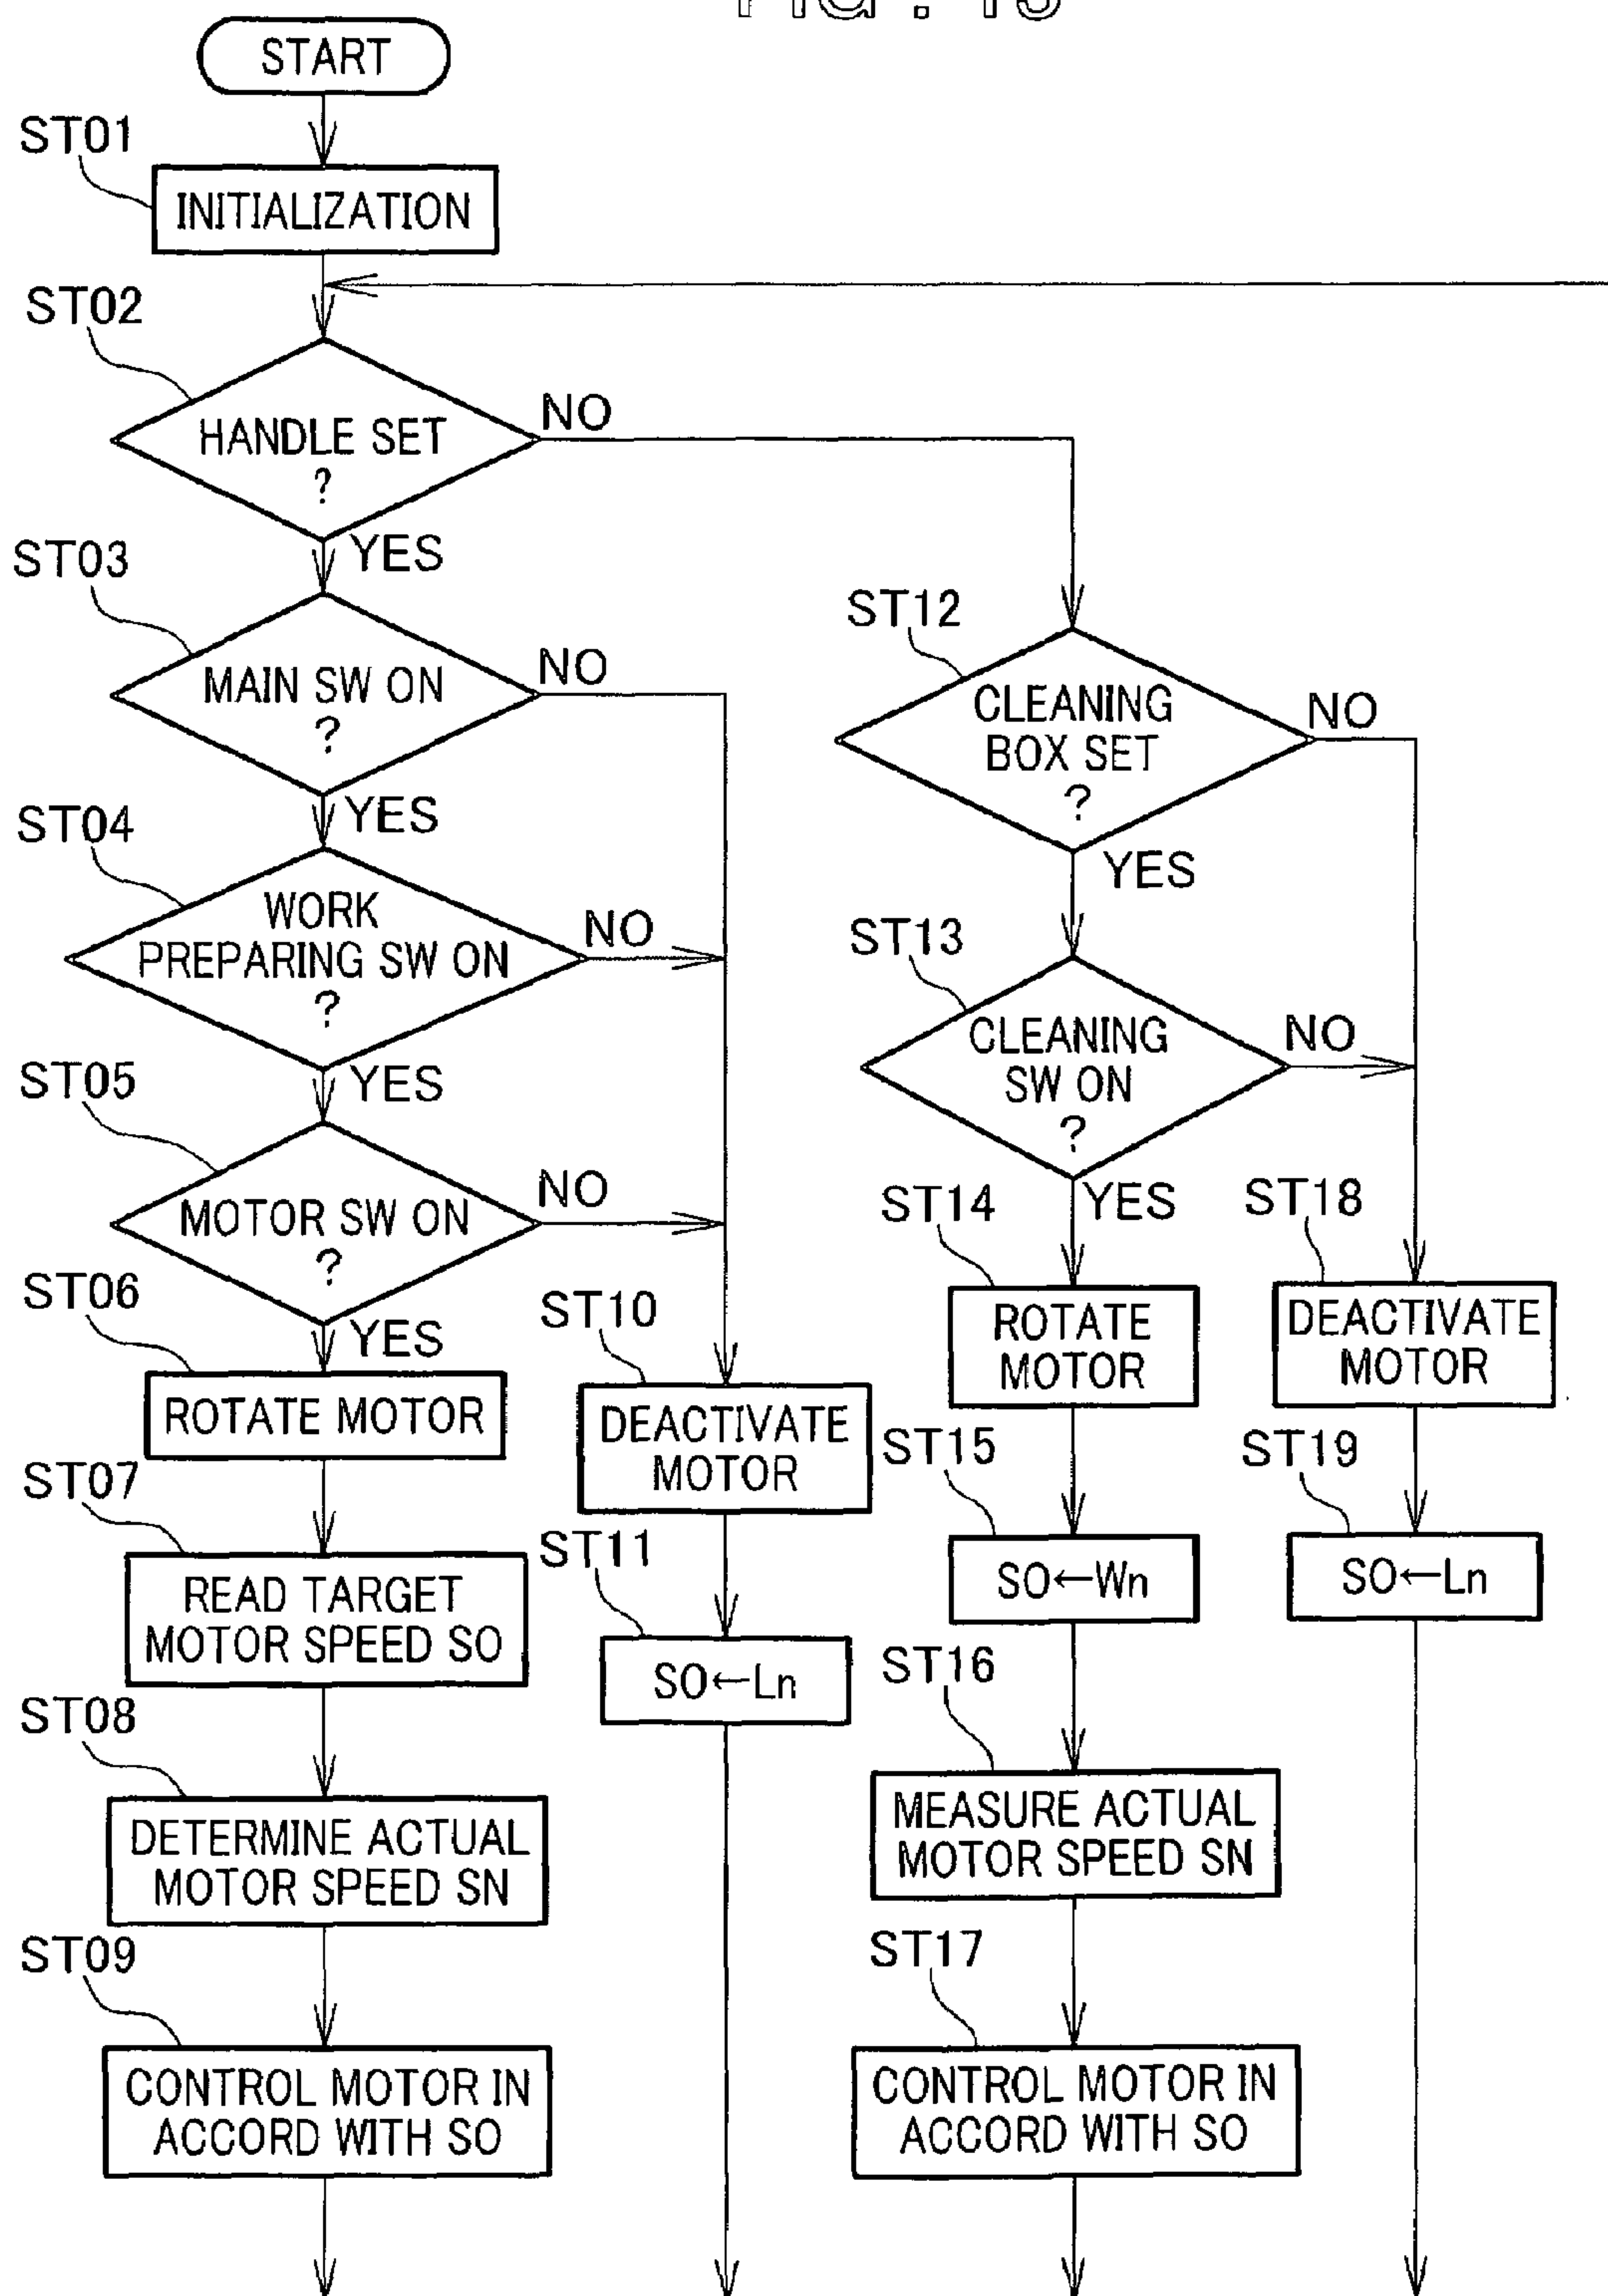 START
ST01
INITIALIZATION
ST02
HANDLE SET
?
NO
YES
ST03
MAIN SW ON
?
NO
YES
ST04
WORK
PREPARING SW ON
?
NO
YES
ST05
MOTOR SW ON
?
NO
YES
ST06
ROTATE MOTOR
ST07
READ TARGET
MOTOR SPEED SO
ST08
DETERMINE ACTUAL
MOTOR SPEED SN
ST09
CONTROL MOTOR IN
ACCORD WITH SO
ST10
DEACTIVATE
MOTOR
ST11
SO←Ln
ST12
CLEANING
BOX SET
?
NO
YES
ST13
CLEANING
SW ON
?
NO
YES
ST14
ROTATE
MOTOR
ST15
SO←Wn
ST16
MEASURE ACTUAL
MOTOR SPEED SN
ST17
CONTROL MOTOR IN
ACCORD WITH SO
ST18
DEACTIVATE
MOTOR
ST19
SO←Ln